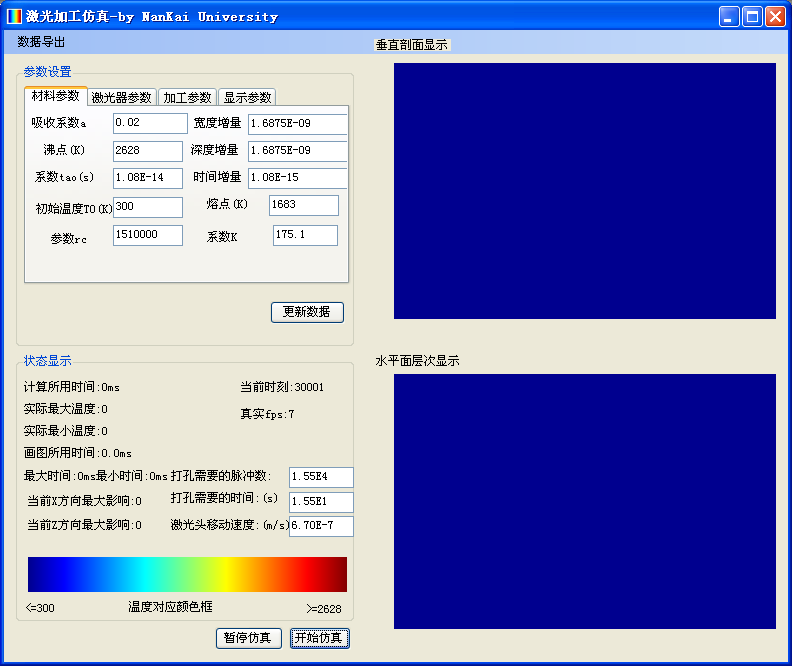 激光加工仿真-by NanKai University
数据导出
垂直剖面显示
参数设置
材料参数 激光器参数 加工参数 显示参数
吸收系数a 0.02 宽度增量 1.6875E-09
沸点(K) 2628 深度增量 1.6875E-09
系数tao(s) 1.08E-14 时间增量 1.08E-15
初始温度T0(K) 300 熔点(K) 1683
参数rc 1510000 系数K 175.1
更新数据
状态显示
水平面层次显示
计算所用时间:0ms 当前时刻:30001
实际最大温度:0 真实fps:7
实际最小温度:0
画图所用时间:0.0ms
最大时间:0ms最小时间:0ms 打孔需要的脉冲数: 1.55E4
当前X方向最大影响:0 打孔需要的时间:(s) 1.55E1
当前Z方向最大影响:0 激光头移动速度:(m/s) 6.70E-7
<=300 温度对应颜色框 >=2628
暂停仿真 开始仿真